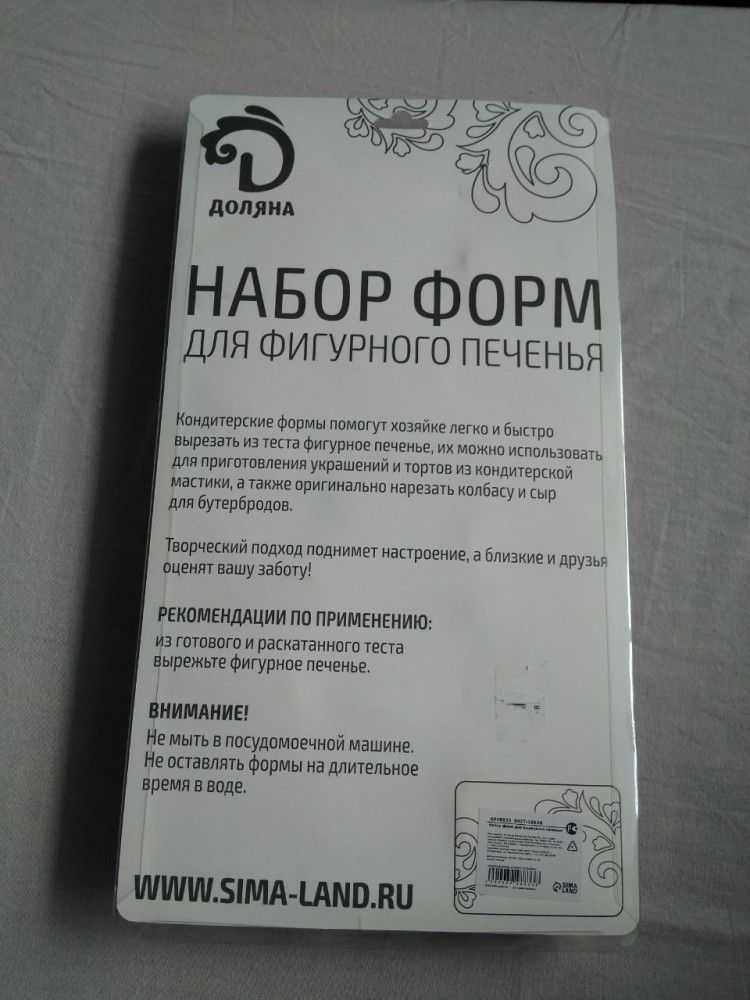 ДОЛЯНА
НАБОР ФОРМ
ДЛЯ ФИГУРНОГО ПЕЧЕНЬЯ
Кондитерские формы помогут хозяйке легко и быстро
вырезать из теста фигурное печенье, их можно использовать
для приготовления украшений и тортов из кондитерской
мастики, а также оригинально нарезать колбасу и сыр
для бутербродов.
Творческий подход поднимет настроение, а близкие и друзья
оценят вашу заботу!
РЕКОМЕНДАЦИИ ПО ПРИМЕНЕНИЮ:
из готового и раскатанного теста
вырежьте фигурное печенье.
ВНИМАНИЕ!
Не мыть в посудомоечной машине.
Не оставлять формы на длительное
время в воде.
WWW.SIMA-LAND.RU
SIMA
LAND